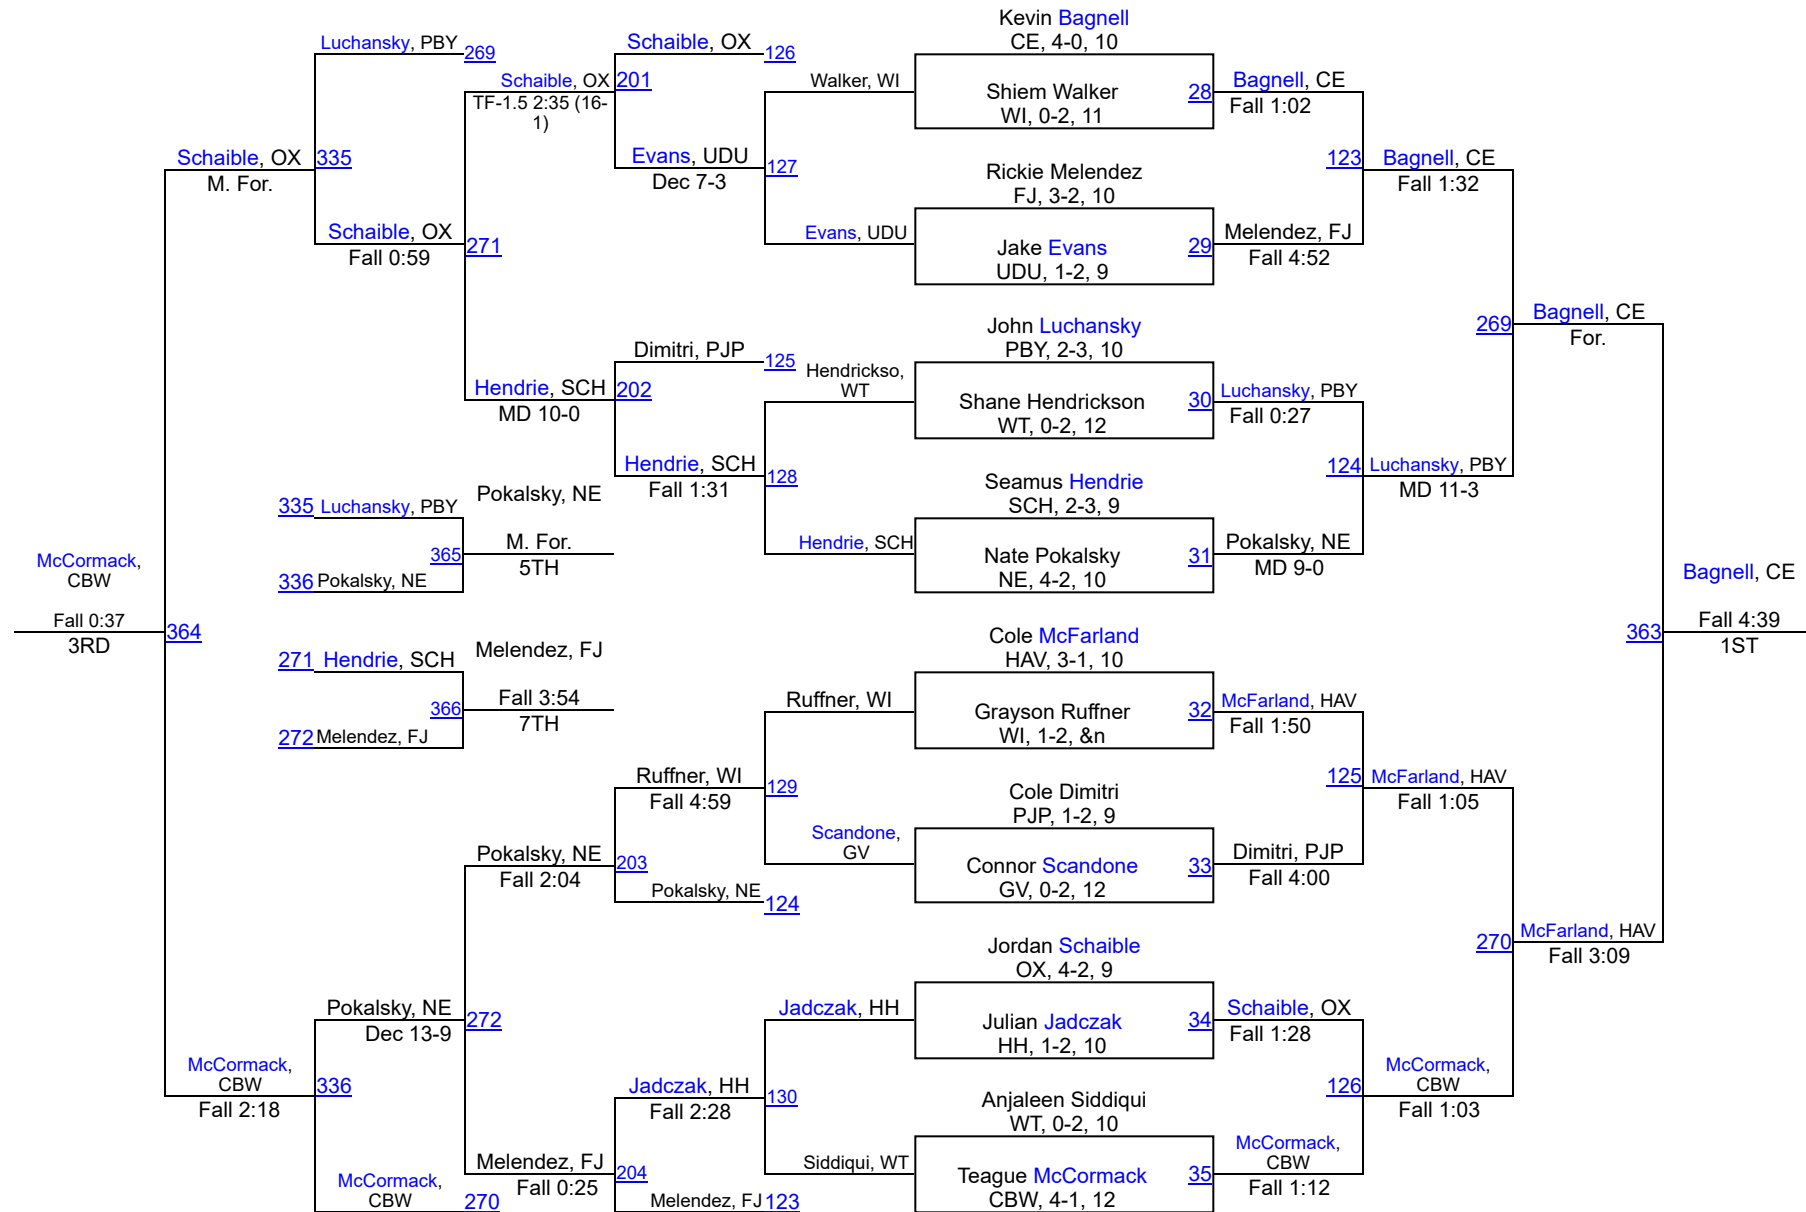 Kevin Bagnell
CE, 4-0, 10
Luchansky, PBY
269
Schaible, OX
126
Schaible, OX
201
TF-1.5 2:35 (16-
1)
Walker, WI
Shiem Walker
WI, 0-2, 11
28
Bagnell, CE
Fall 1:02
Schaible, OX
335
M. For.
Evans, UDU
127
Dec 7-3
Rickie Melendez
FJ, 3-2, 10
123
Bagnell, CE
Fall 1:32
Schaible, OX
271
Fall 0:59
Evans, UDU
Jake Evans
UDU, 1-2, 9
29
Melendez, FJ
Fall 4:52
John Luchansky
PBY, 2-3, 10
269
Bagnell, CE
For.
Dimitri, PJP
125
Hendrickso,
WT
Hendrie, SCH
202
MD 10-0
Shane Hendrickson
WT, 0-2, 12
30
Luchansky, PBY
Fall 0:27
Hendrie, SCH
128
Fall 1:31
Seamus Hendrie
SCH, 2-3, 9
124
Luchansky, PBY
MD 11-3
335
Luchansky, PBY
Pokalsky, NE
365
M. For.
5TH
336
Pokalsky, NE
Hendrie, SCH
Nate Pokalsky
NE, 4-2, 10
31
Pokalsky, NE
MD 9-0
McCormack,
CBW
Fall 0:37
3RD
364
Bagnell, CE
363
Fall 4:39
1ST
271
Hendrie, SCH
Melendez, FJ
366
Fall 3:54
7TH
272
Melendez, FJ
Cole McFarland
HAV, 3-1, 10
Ruffner, WI
Grayson Ruffner
WI, 1-2, &n
32
McFarland, HAV
Fall 1:50
Ruffner, WI
129
Fall 4:59
Cole Dimitri
PJP, 1-2, 9
125
McFarland, HAV
Fall 1:05
Pokalsky, NE
203
Fall 2:04
Scandone,
GV
Connor Scandone
GV, 0-2, 12
33
Dimitri, PJP
Fall 4:00
Pokalsky, NE
124
Jordan Schaible
OX, 4-2, 9
270
McFarland, HAV
Fall 3:09
Pokalsky, NE
272
Dec 13-9
Jadczak, HH
Julian Jadczak
HH, 1-2, 10
34
Schaible, OX
Fall 1:28
McCormack,
CBW
336
Fall 2:18
Jadczak, HH
130
Fall 2:28
Anjaleen Siddiqui
WT, 0-2, 10
126
McCormack,
CBW
Fall 1:03
Melendez, FJ
204
Fall 0:25
Siddiqui, WT
Teague McCormack
CBW, 4-1, 12
35
McCormack,
CBW
Fall 1:12
McCormack,
CBW
270
Melendez, FJ
123